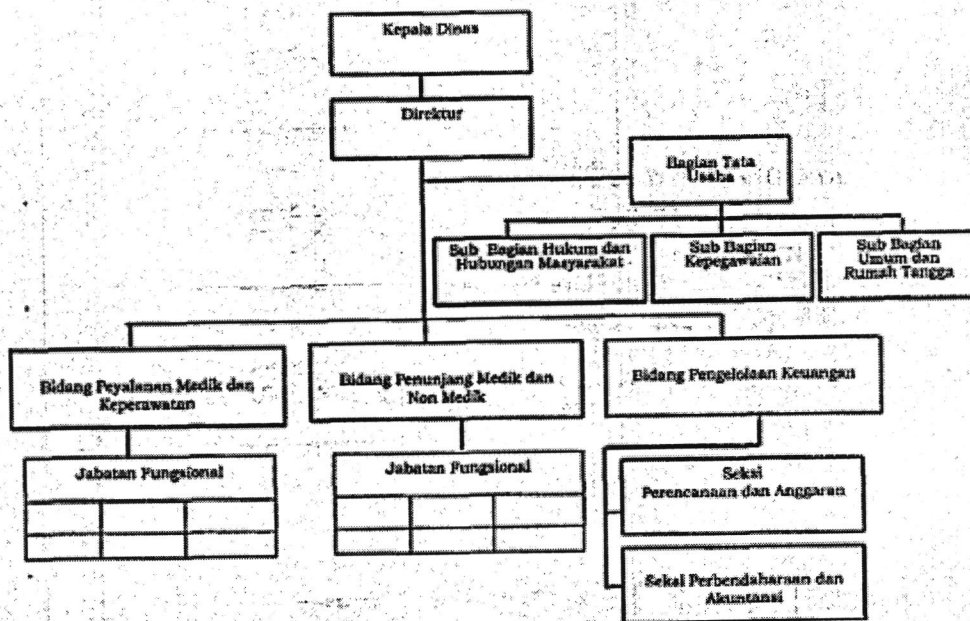 Kepala Dinas
Direktur
Bagian Tata
Usaha
Sub Bagian Hukum dan
Hubungan Masyarakat
Sub Bagian
Kepegawaian
Sub Bagian
Umum dan
Rumah Tangga
Bidang Peyalanan Medik dan
Keperawatan
Bidang Penunjang Medik dan
Non Medik
Bidang Pengelolaan Keuangan
Jabatan Fungsional
Jabatan Fungsional
Seksi
Perencanaan dan Anggaran
Seksi Perbendaharaan dan
Akuntansi